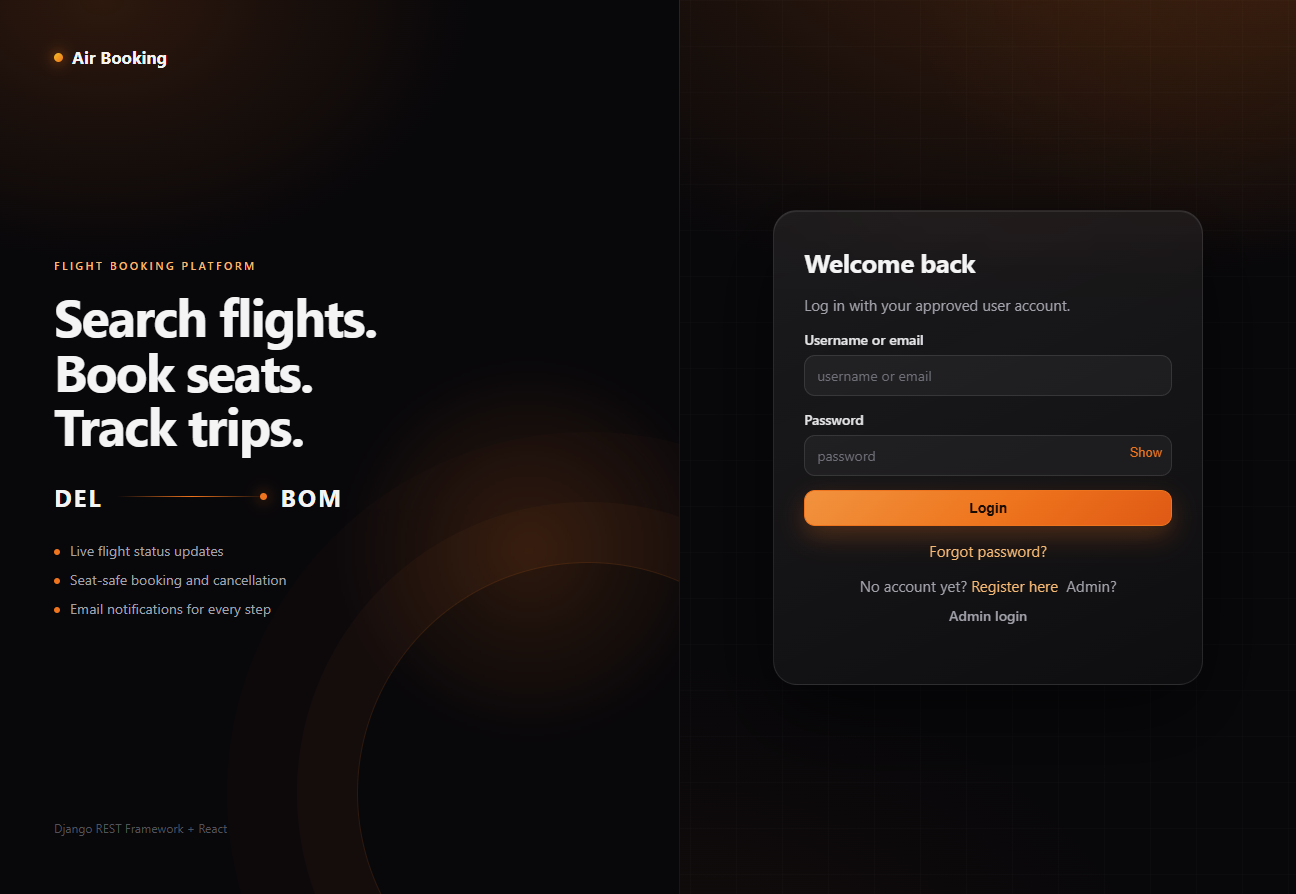 Air Booking
FLIGHT BOOKING PLATFORM
Search flights.
Book seats.
Track trips.
DEL BOM
Live flight status updates
Seat-safe booking and cancellation
Email notifications for every step
Django REST Framework + React
Welcome back
Log in with your approved user account.
Username or email
username or email
Password
password Show
Login
Forgot password?
No account yet? Register here Admin?
Admin login